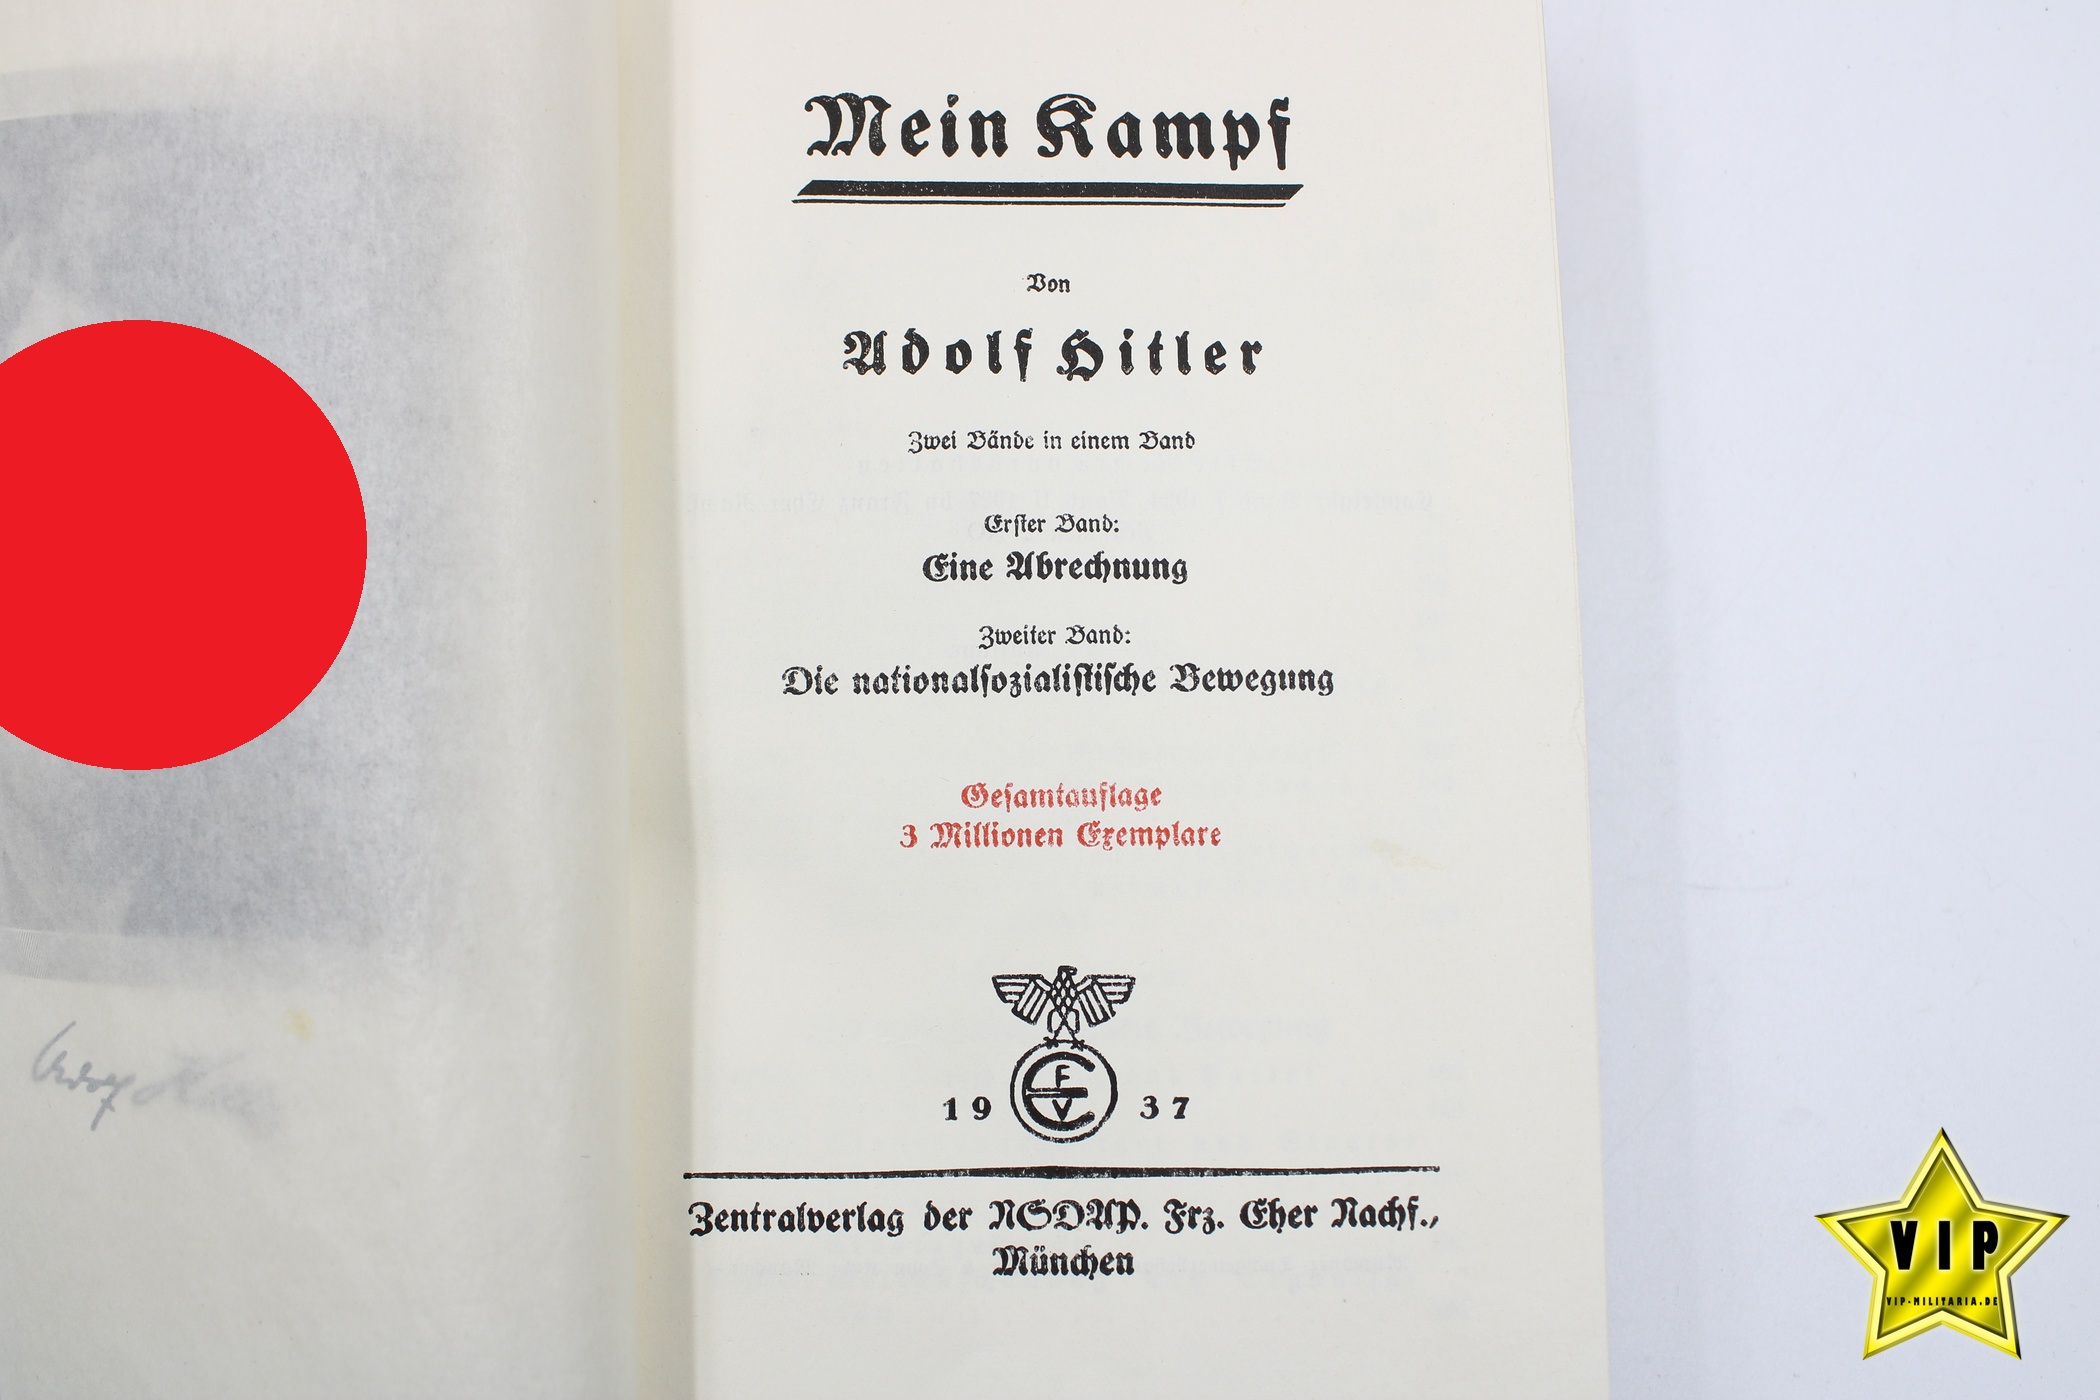 Mein Kampf
Von
Adolf Hitler
Zwei Bände in einem Band
Erster Band:
Eine Abrechnung
Zweiter Band:
Die nationalsozialistische Bewegung
Gesamtauflage
3 Millionen Exemplare
F
E
V
19 37
Zentralverlag der NSDAP. Frz. Eher Nachf.,
München
Adolf
VIP
VIP-MILITARIA.DE